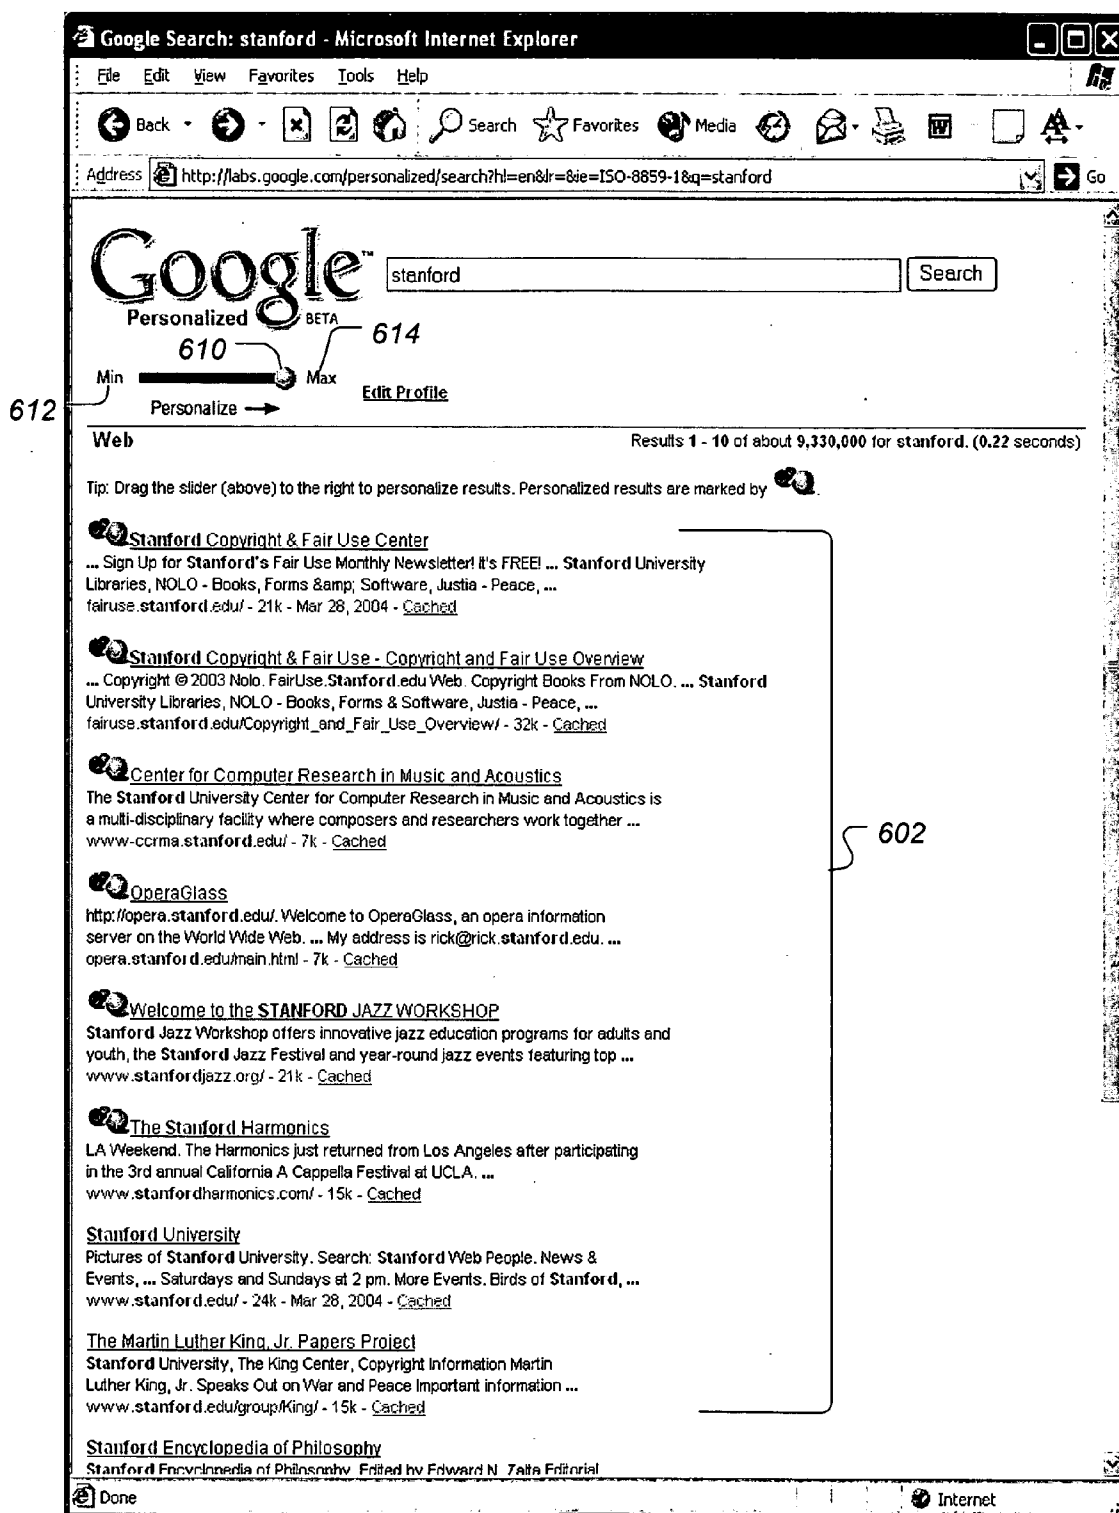 Google Search: stanford - Microsoft Internet Explorer
File Edit View Favorites Tools Help
Back Search Favorites Media W
Address http://labs.google.com/personalized/search?hl=en&lr=&ie=ISO-8859-1&q=stanford Go
Google™ stanford Search
Personalized BETA
610 614
Min Max Edit Profile
612
Personalize
Web Results 1 - 10 of about 9,330,000 for stanford. (0.22 seconds)
Tip: Drag the slider (above) to the right to personalize results. Personalized results are marked by .
Stanford Copyright & Fair Use Center
... Sign Up for Stanford's Fair Use Monthly Newsletter! It's FREE! ... Stanford University
Libraries, NOLO - Books, Forms &amp; Software, Justia - Peace, ...
fairuse.stanford.edu/ - 21k - Mar 28, 2004 - Cached
Stanford Copyright & Fair Use - Copyright and Fair Use Overview
... Copyright © 2003 Nolo. FairUse.Stanford.edu Web. Copyright Books From NOLO. ... Stanford
University Libraries, NOLO - Books, Forms & Software, Justia - Peace, ...
fairuse.stanford.edu/Copyright_and_Fair_Use_Overview/ - 32k - Cached
Center for Computer Research in Music and Acoustics
The Stanford University Center for Computer Research in Music and Acoustics is
a multi-disciplinary facility where composers and researchers work together ...
www-ccrma.stanford.edu/ - 7k - Cached
602
OperaGlass
http://opera.stanford.edu/. Welcome to OperaGlass, an opera information
server on the World Wide Web. ... My address is rick@rick.stanford.edu. ...
opera.stanford.edu/main.html - 7k - Cached
Welcome to the STANFORD JAZZ WORKSHOP
Stanford Jazz Workshop offers innovative jazz education programs for adults and
youth, the Stanford Jazz Festival and year-round jazz events featuring top ...
www.stanfordjazz.org/ - 21k - Cached
The Stanford Harmonics
LA Weekend. The Harmonics just returned from Los Angeles after participating
in the 3rd annual California A Cappella Festival at UCLA. ...
www.stanfordharmonics.com/ - 15k - Cached
Stanford University
Pictures of Stanford University. Search: Stanford Web People. News &
Events, ... Saturdays and Sundays at 2 pm. More Events. Birds of Stanford, ...
www.stanford.edu/ - 24k - Mar 28, 2004 - Cached
The Martin Luther King, Jr. Papers Project
Stanford University, The King Center, Copyright Information Martin
Luther King, Jr. Speaks Out on War and Peace Important information ...
www.stanford.edu/group/King/ - 15k - Cached
Stanford Encyclopedia of Philosophy
Stanford Encyclopedia of Philosophy. Edited by Edward N. Zalta Editorial
Done Internet